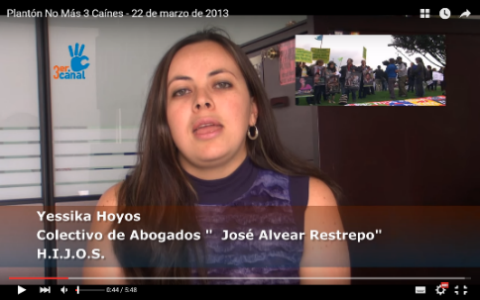 Plantón No Más 3 Caínes - 22 de marzo de 2013
3er.
canal
Yessika Hoyos
Colectivo de Abogados " José Alvear Restrepo"
H.I.J.O.S.
0:44 / 5:48